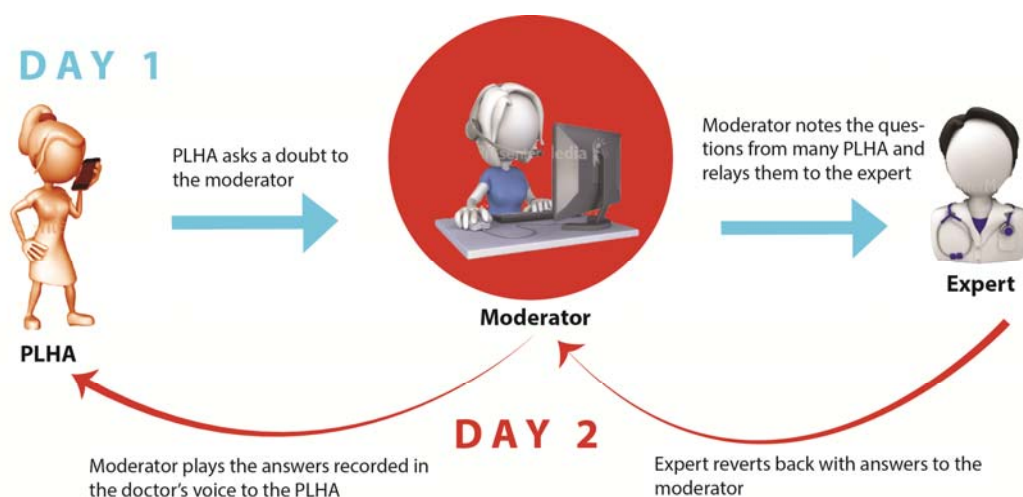 DAY 1
PLHA asks a doubt to
the moderator
Moderator notes the ques-
tions from many PLHA and
relays them to the expert
Expert
Moderator
PLHA
DAY 2
Moderator plays the answers recorded in
the doctor's voice to the PLHA
Expert reverts back with answers to the
moderator